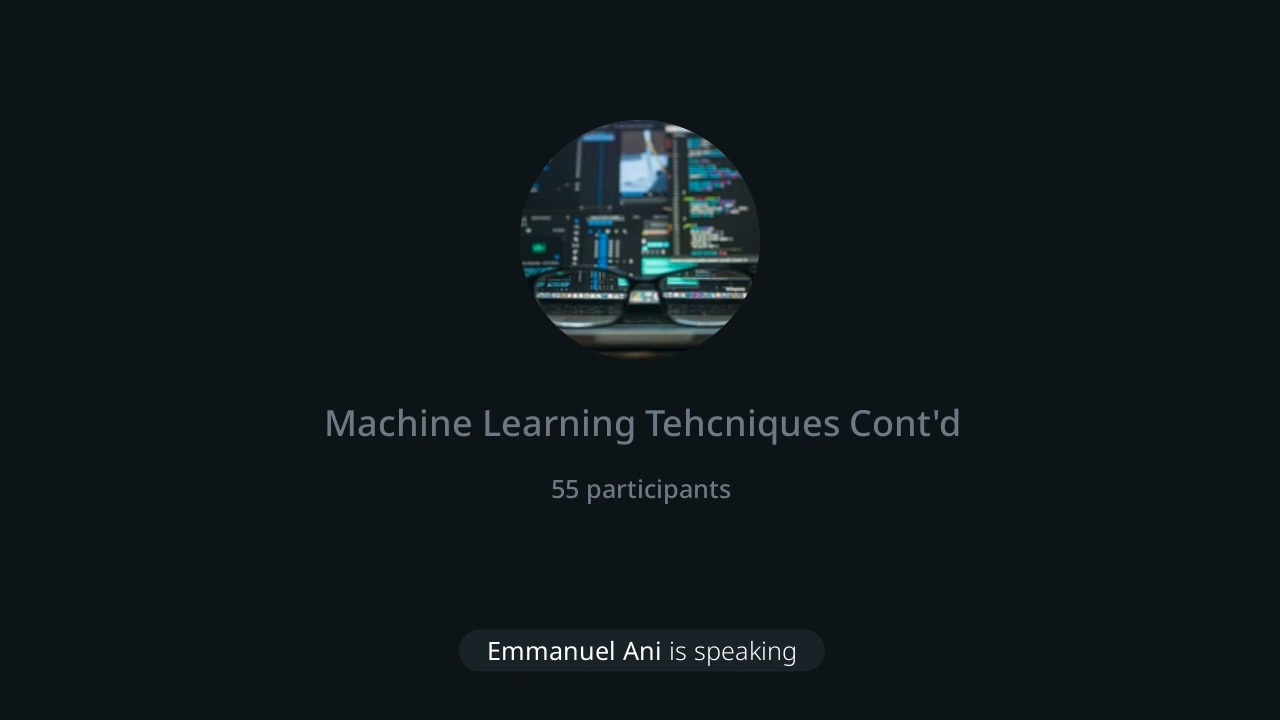 Machine Learning Tehcniques Cont'd
55 participants
Emmanuel Ani is speaking